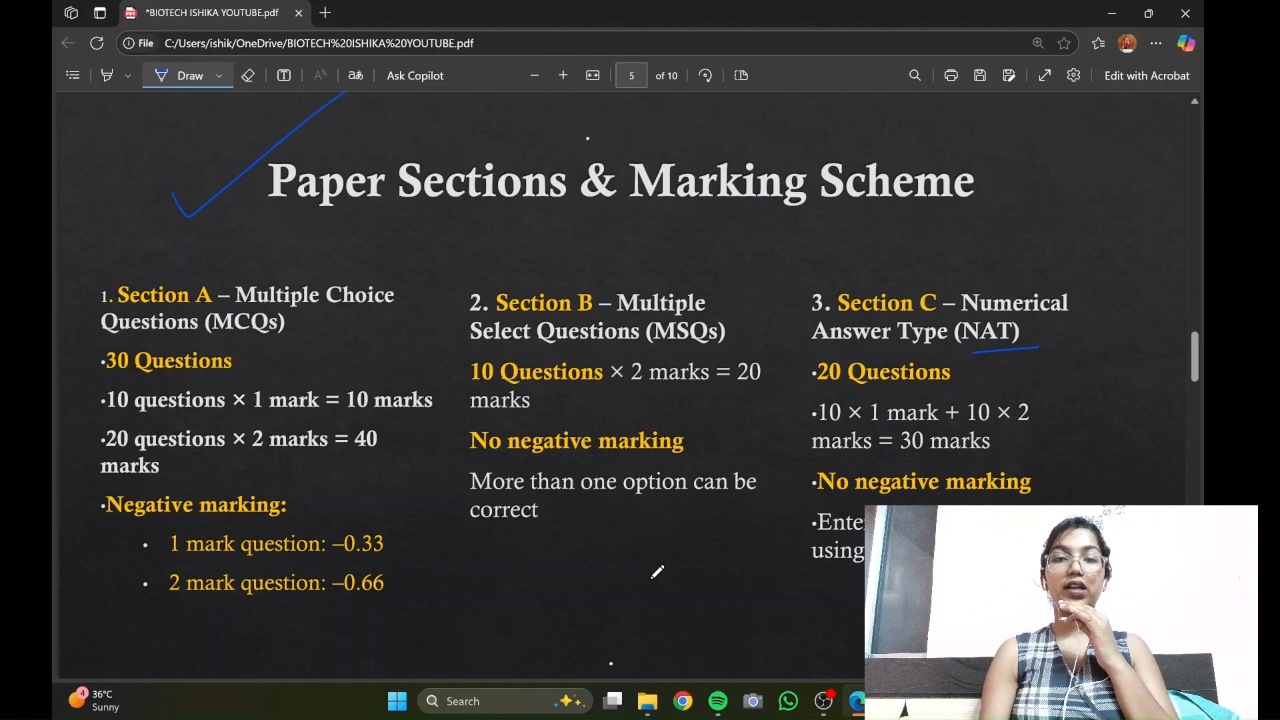 *BIOTECH ISHIKA YOUTUBE.pdf
File C:/Users/ishik/OneDrive/BIOTECH%20ISHIKA%20YOUTUBE.pdf
Draw
Ask Copilot
5 of 10
Edit with Acrobat
Paper Sections & Marking Scheme
1. Section A – Multiple Choice
Questions (MCQs)
•30 Questions
•10 questions × 1 mark = 10 marks
•20 questions × 2 marks = 40
marks
•Negative marking:
• 1 mark question: –0.33
• 2 mark question: –0.66
2. Section B – Multiple
Select Questions (MSQs)
10 Questions × 2 marks = 20
marks
No negative marking
More than one option can be
correct
3. Section C – Numerical
Answer Type (NAT)
•20 Questions
•10 × 1 mark + 10 × 2
marks = 30 marks
•No negative marking
using
4
36°C
Sunny
Search